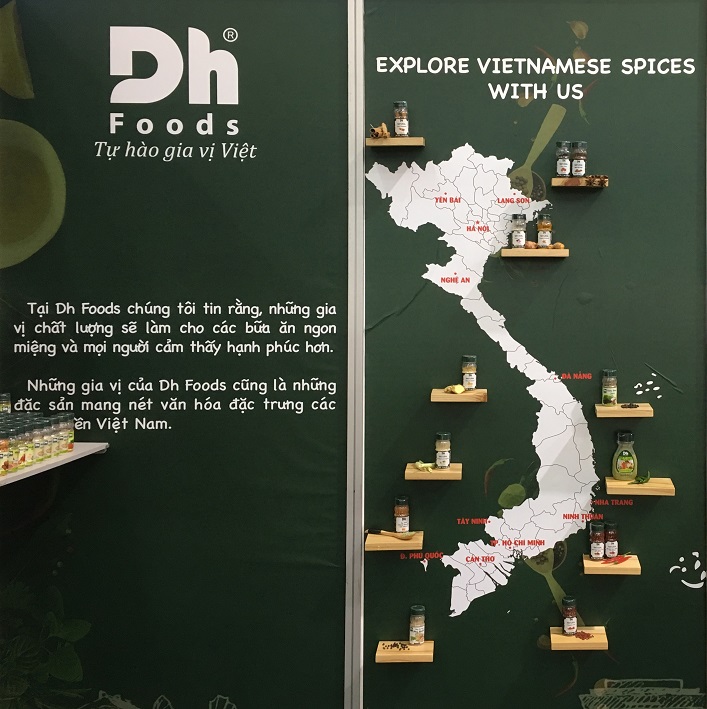 Dh®
Foods
Tự hào gia vị Việt
Tại Dh Foods chúng tôi tin rằng, những gia
vị chất lượng sẽ làm cho các bữa ăn ngon
miệng và mọi người cảm thấy hạnh phúc hơn.
Những gia vị của Dh Foods cũng là những
đặc sản mang nét văn hóa đặc trưng các
Việt Nam.
EXPLORE VIETNAMESE SPICES
WITH US
YÊN BÁI
LẠNG SƠN
HÀ NỘI
NGHỆ AN
ĐÀ NẴNG
NHA TRANG
TÂY NINH
NINH THUẬN
TP. HỒ CHÍ MINH
Đ. PHÚ QUỐC
CẦN THƠ